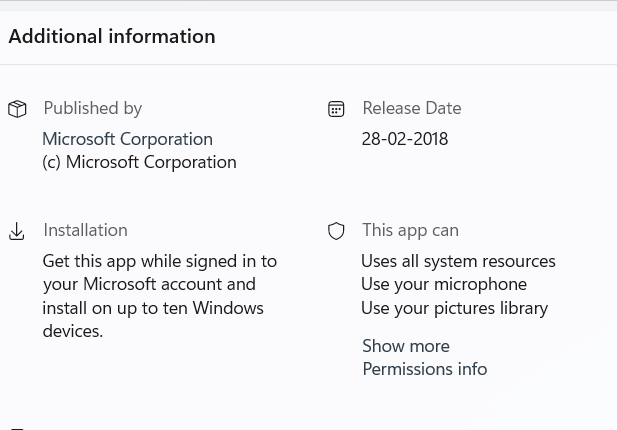 Additional information
Published by
Microsoft Corporation
(c) Microsoft Corporation
Release Date
28-02-2018
Installation
Get this app while signed in to
your Microsoft account and
install on up to ten Windows
devices.
This app can
Uses all system resources
Use your microphone
Use your pictures library
Show more
Permissions info